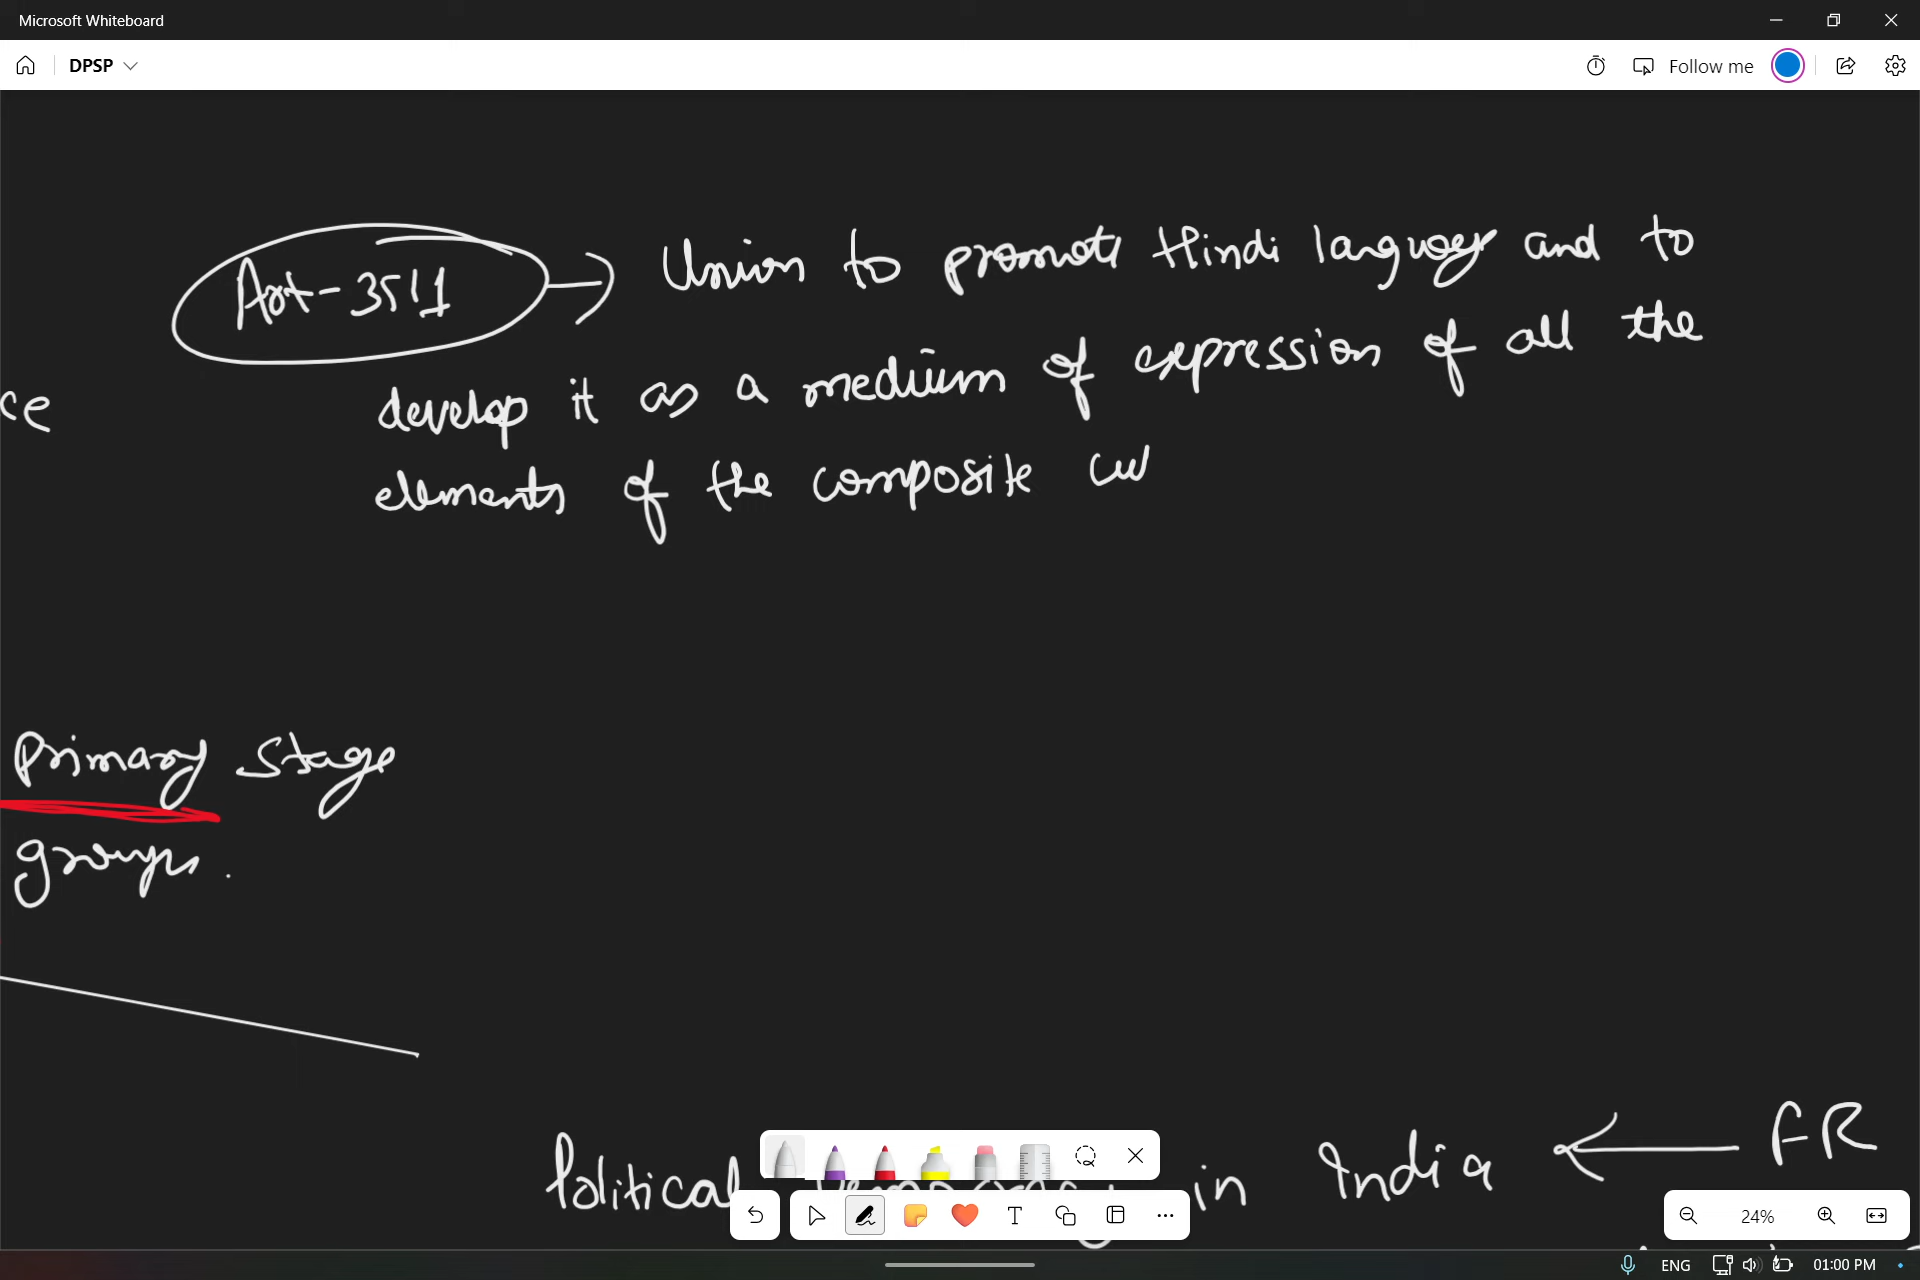 Microsoft Whiteboard
DPSP
Follow me
Art-351 → Union to promote Hindi language and to
develop it as a medium of expression of all the
ce
elements of the composite cul
Primary Stage
groups.
Political in India ← FR
24%
ENG
01:00 PM